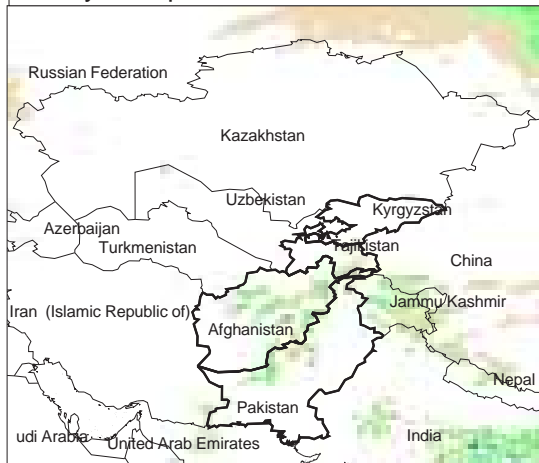 Russian Federation
Kazakhstan
Uzbekistan
Kyrgyzstan
Azerbaijan
Turkmenistan
Tajikistan
China
Iran (Islamic Republic of)
Jammu Kashmir
Afghanistan
Nepal
Pakistan
udi Arabia
United Arab Emirates
India